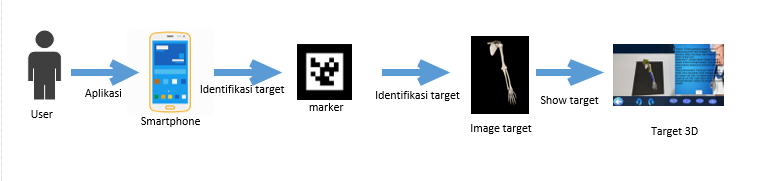 User
Aplikasi
Smartphone
Identifikasi target
marker
Identifikasi target
Image target
Show target
Target 3D